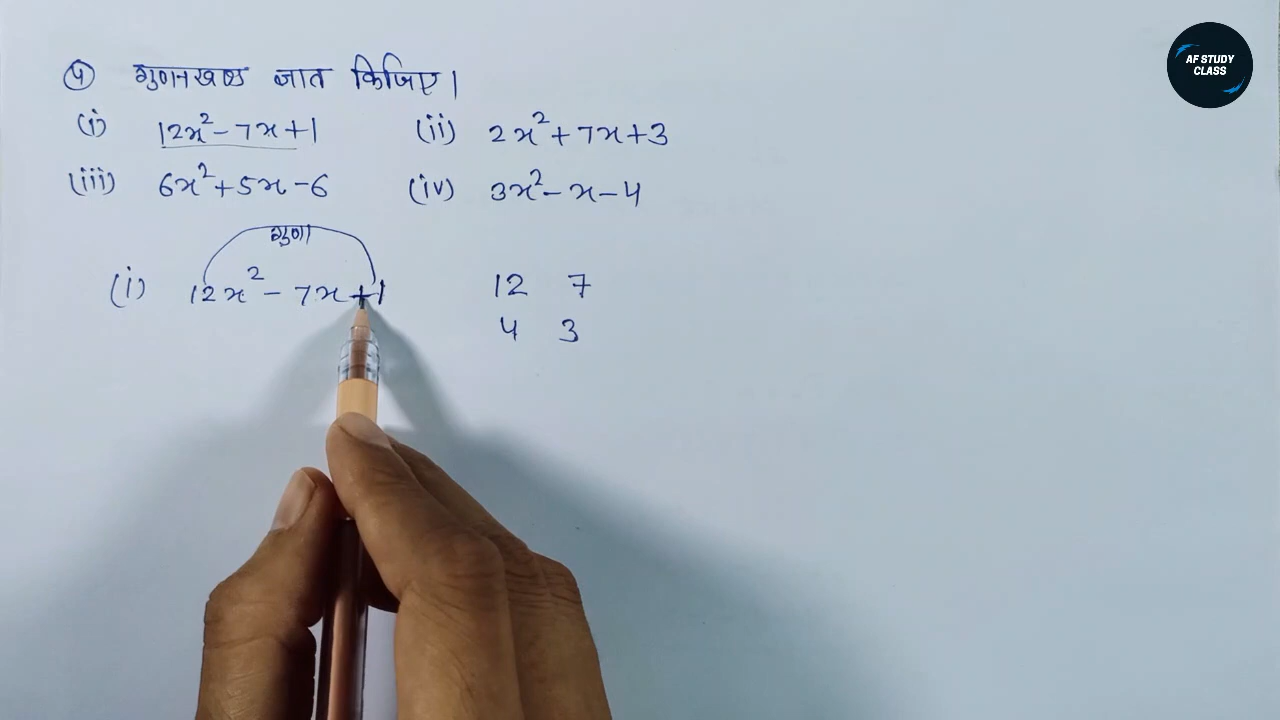 ५ गुणनखण्ड ज्ञात किजिए।
(i) 12x² - 7x + 1 (ii) 2x² + 7x + 3
(iii) 6x² + 5x - 6 (iv) 3x² - x - 4
गुणा
(i) 12x² - 7x + 1 12 7
4 3
AF STUDY
CLASS